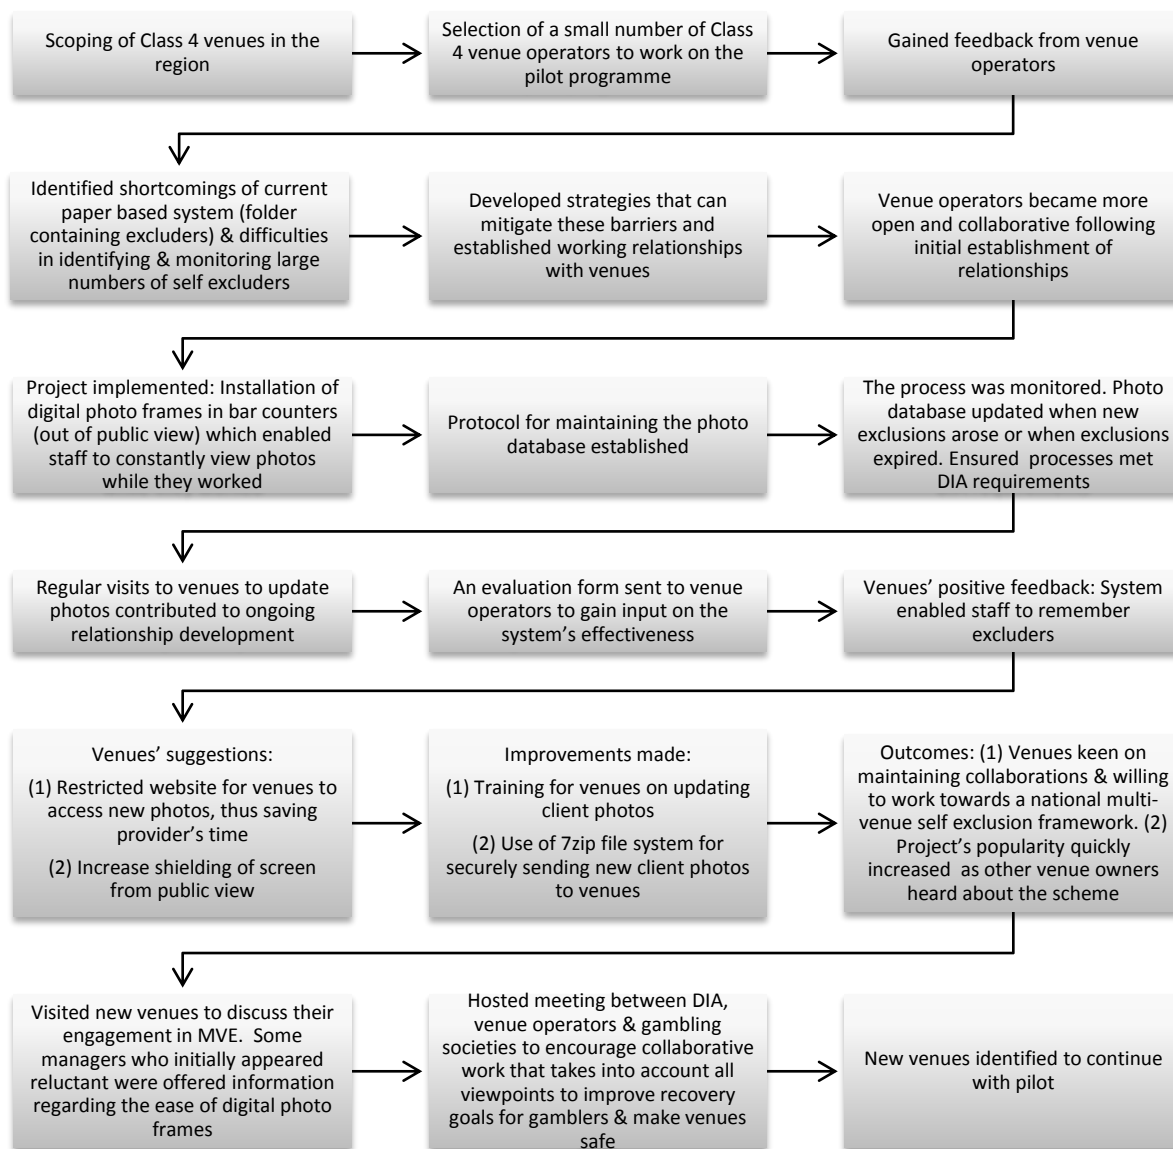 Scoping of Class 4 venues in the
region
Selection of a small number of Class
4 venue operators to work on the
pilot programme
Gained feedback from venue
operators
Identified shortcomings of current
paper based system (folder
containing excluders) & difficulties
in identifying & monitoring large
numbers of self excluders
Developed strategies that can
mitigate these barriers and
established working relationships
with venues
Venue operators became more
open and collaborative following
initial establishment of
relationships
Project implemented: Installation of
digital photo frames in bar counters
(out of public view) which enabled
staff to constantly view photos
while they worked
Protocol for maintaining the photo
database established
The process was monitored. Photo
database updated when new
exclusions arose or when exclusions
expired. Ensured processes met
DIA requirements
Regular visits to venues to update
photos contributed to ongoing
relationship development
An evaluation form sent to venue
operators to gain input on the
system's effectiveness
Venues' positive feedback: System
enabled staff to remember
excluders
Venues' suggestions:
(1) Restricted website for venues to
access new photos, thus saving
provider's time
(2) Increase shielding of screen
from public view
Improvements made:
(1) Training for venues on updating
client photos
(2) Use of 7zip file system for
securely sending new client photos
to venues
Outcomes: (1) Venues keen on
maintaining collaborations & willing
to work towards a national multi-
venue self exclusion framework. (2)
Project's popularity quickly
increased as other venue owners
heard about the scheme
Visited new venues to discuss their
engagement in MVE. Some
managers who initially appeared
reluctant were offered information
regarding the ease of digital photo
frames
Hosted meeting between DIA,
venue operators & gambling
societies to encourage collaborative
work that takes into account all
viewpoints to improve recovery
goals for gamblers & make venues
safe
New venues identified to continue
with pilot